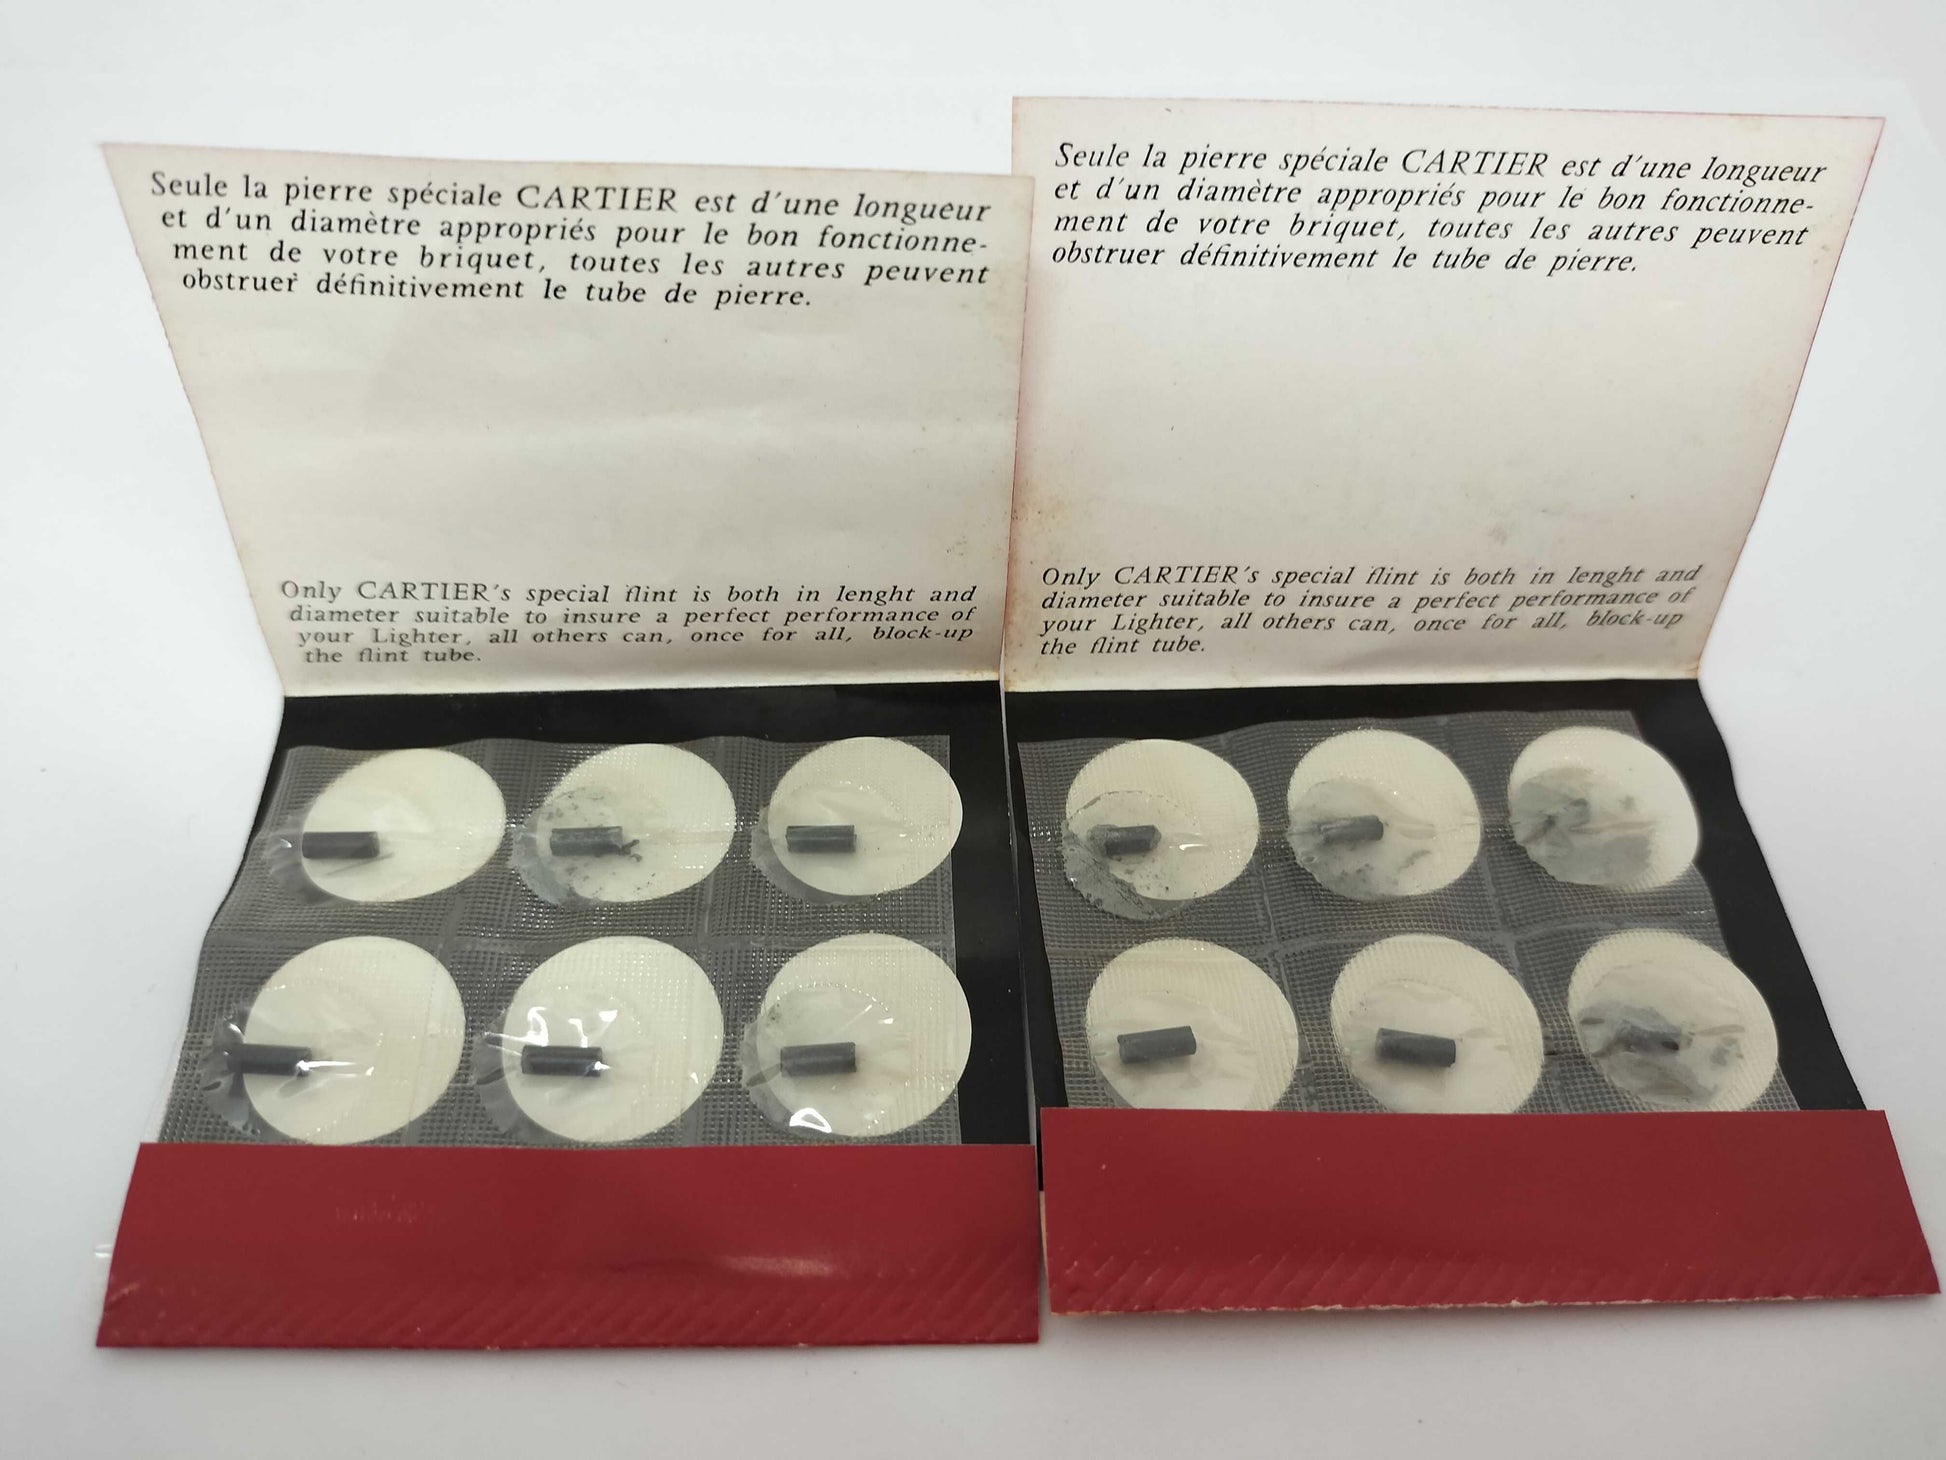 Seule la pierre spéciale CARTIER est d'une longueur
et d'un diamètre appropriés pour le bon fonctionne-
ment de votre briquet, toutes les autres peuvent
obstruer définitivement le tube de pierre.
Only CARTIER's special flint is both in lenght and
diameter suitable to insure a perfect performance of
your Lighter, all others can, once for all, block-up
the flint tube.
Seule la pierre spéciale CARTIER est d'une longueur
et d'un diamètre appropriés pour le bon fonctionne-
ment de votre briquet, toutes les autres peuvent
obstruer définitivement le tube de pierre.
Only CARTIER's special flint is both in lenght and
diameter suitable to insure a perfect performance of
your Lighter, all others can, once for all, block-up
the flint tube.